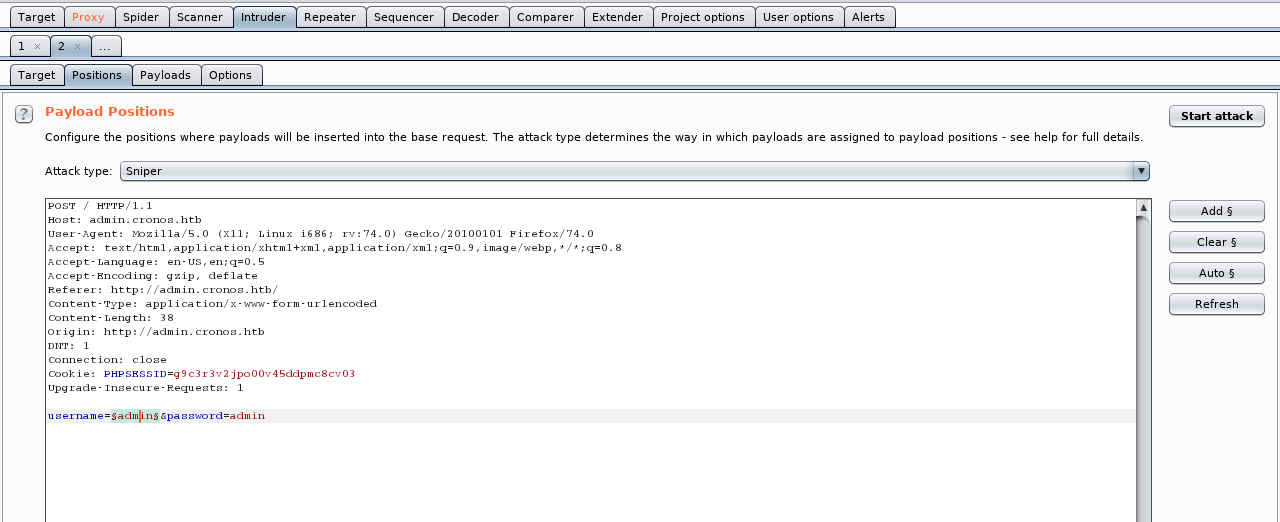 Target Proxy Spider Scanner Intruder Repeater Sequencer Decoder Comparer Extender Project options User options Alerts
1 × 2 × ...
Target Positions Payloads Options
? Payload Positions Start attack
Configure the positions where payloads will be inserted into the base request. The attack type determines the way in which payloads are assigned to payload positions - see help for full details.
Attack type: Sniper
POST / HTTP/1.1
Host: admin.cronos.htb
User-Agent: Mozilla/5.0 (X11; Linux i686; rv:74.0) Gecko/20100101 Firefox/74.0
Accept: text/html,application/xhtml+xml,application/xml;q=0.9,image/webp,*/*;q=0.8
Accept-Language: en-US,en;q=0.5
Accept-Encoding: gzip, deflate
Referer: http://admin.cronos.htb/
Content-Type: application/x-www-form-urlencoded
Content-Length: 38
Origin: http://admin.cronos.htb
DNT: 1
Connection: close
Cookie: PHPSESSID=g9c3r3v2jpo00v45ddpmc8cv03
Upgrade-Insecure-Requests: 1
username=§admin§&password=admin
Add §
Clear §
Auto §
Refresh